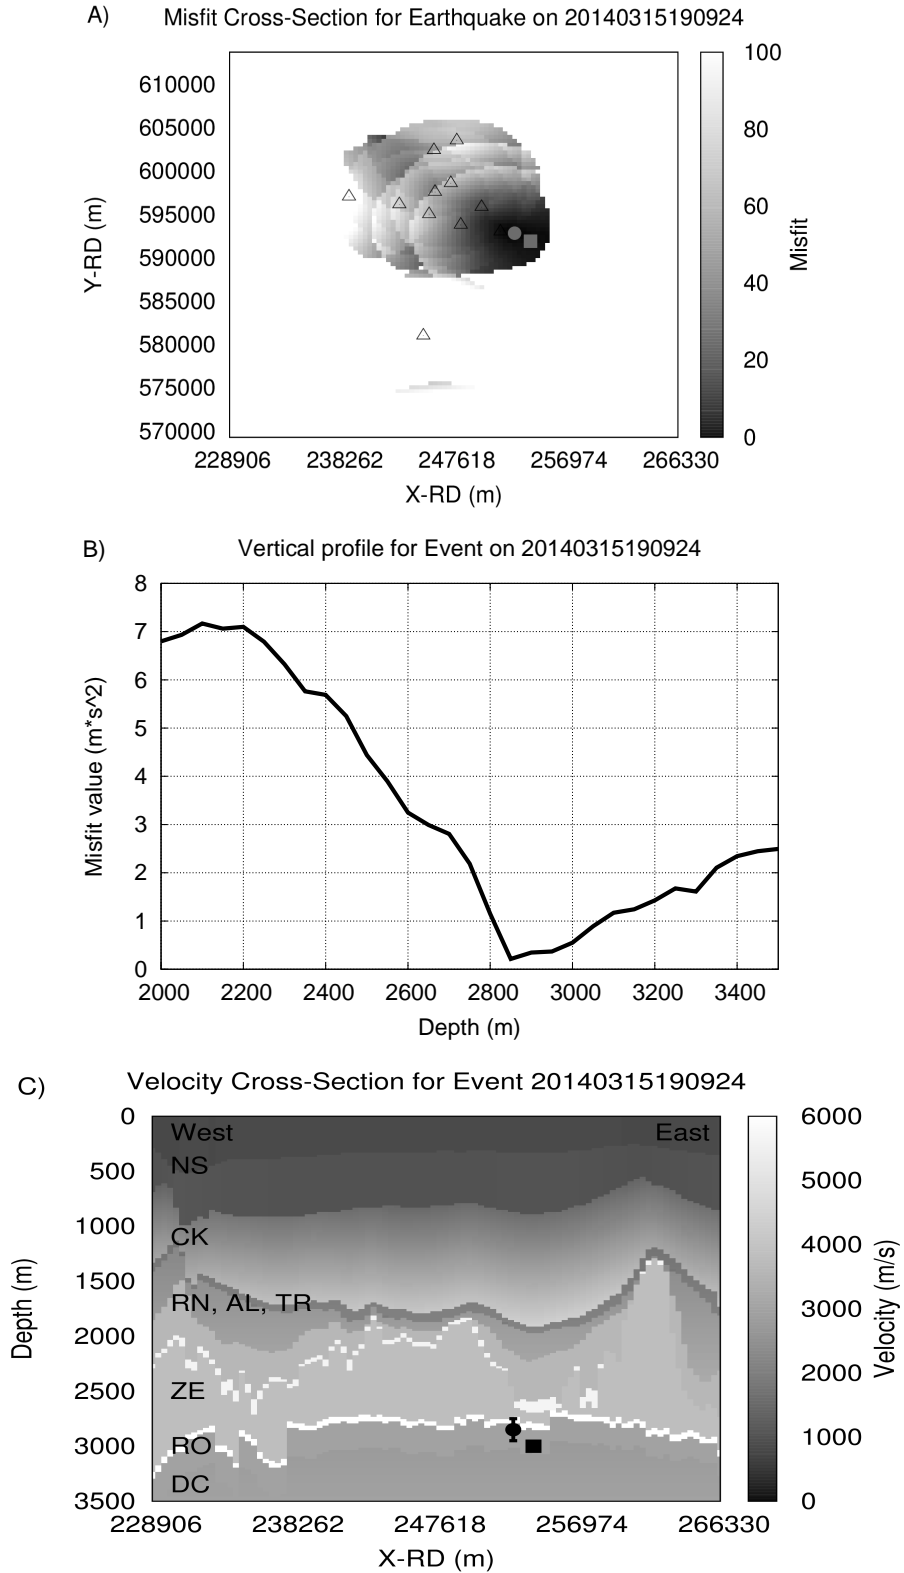 A) Misfit Cross-Section for Earthquake on 20140315190924
610000
605000
600000
595000
590000
585000
580000
575000
570000
Y-RD (m)
228906 238262 247618 256974 266330
X-RD (m)
100
80
60
40
20
0
Misfit
B) Vertical profile for Event on 20140315190924
8
7
6
5
4
3
2
1
0
Misfit value (m*s^2)
2000 2200 2400 2600 2800 3000 3200 3400
Depth (m)
C) Velocity Cross-Section for Event 20140315190924
0
500
1000
1500
2000
2500
3000
3500
Depth (m)
West East
NS
CK
RN, AL, TR
ZE
RO
DC
228906 238262 247618 256974 266330
X-RD (m)
6000
5000
4000
3000
2000
1000
0
Velocity (m/s)